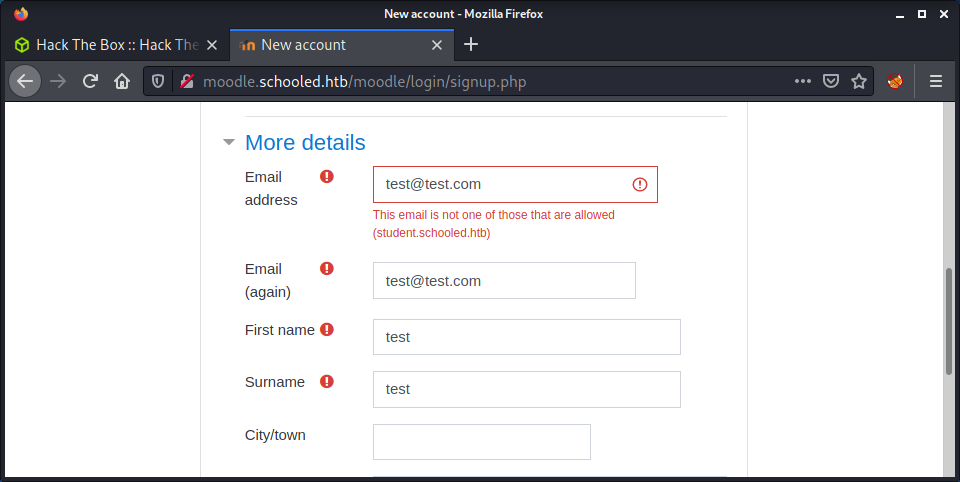 New account - Mozilla Firefox
Hack The Box :: Hack The
New account
moodle.schooled.htb/moodle/login/signup.php
More details
Email address
test@test.com
This email is not one of those that are allowed
(student.schooled.htb)
Email (again)
test@test.com
First name
test
Surname
test
City/town